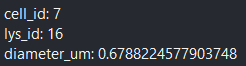 cell_id: 7
lys_id: 16
diameter_um: 0.6788224577903748